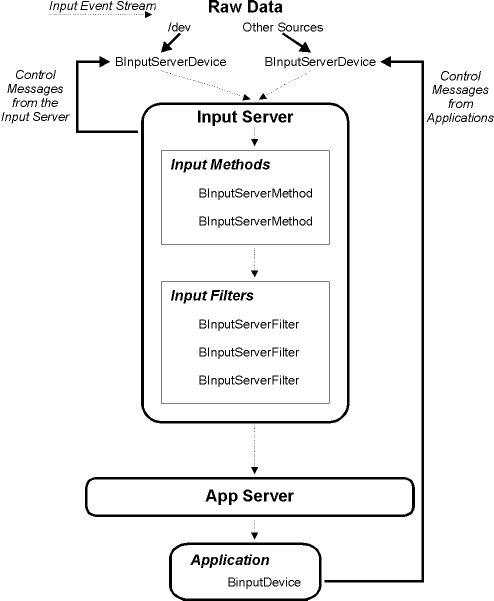 Input Event Stream
Raw Data
/dev
Other Sources
BInputServerDevice
BInputServerDevice
Control
Messages
from the
Input Server
Control
Messages
from
Applications
Input Server
Input Methods
BInputServerMethod
BInputServerMethod
Input Filters
BInputServerFilter
BInputServerFilter
BInputServerFilter
App Server
Application
BinputDevice